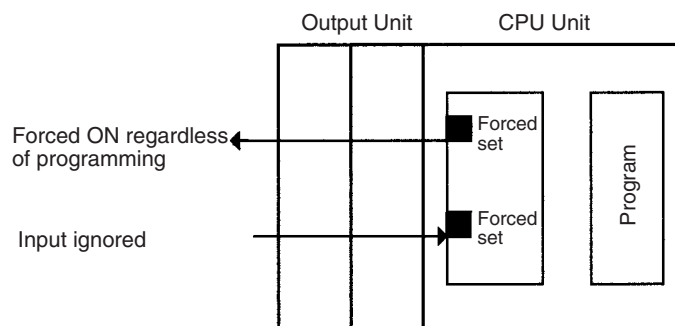 Output Unit
CPU Unit
Forced ON regardless
of programming
Forced
set
Input ignored
Forced
set
Program